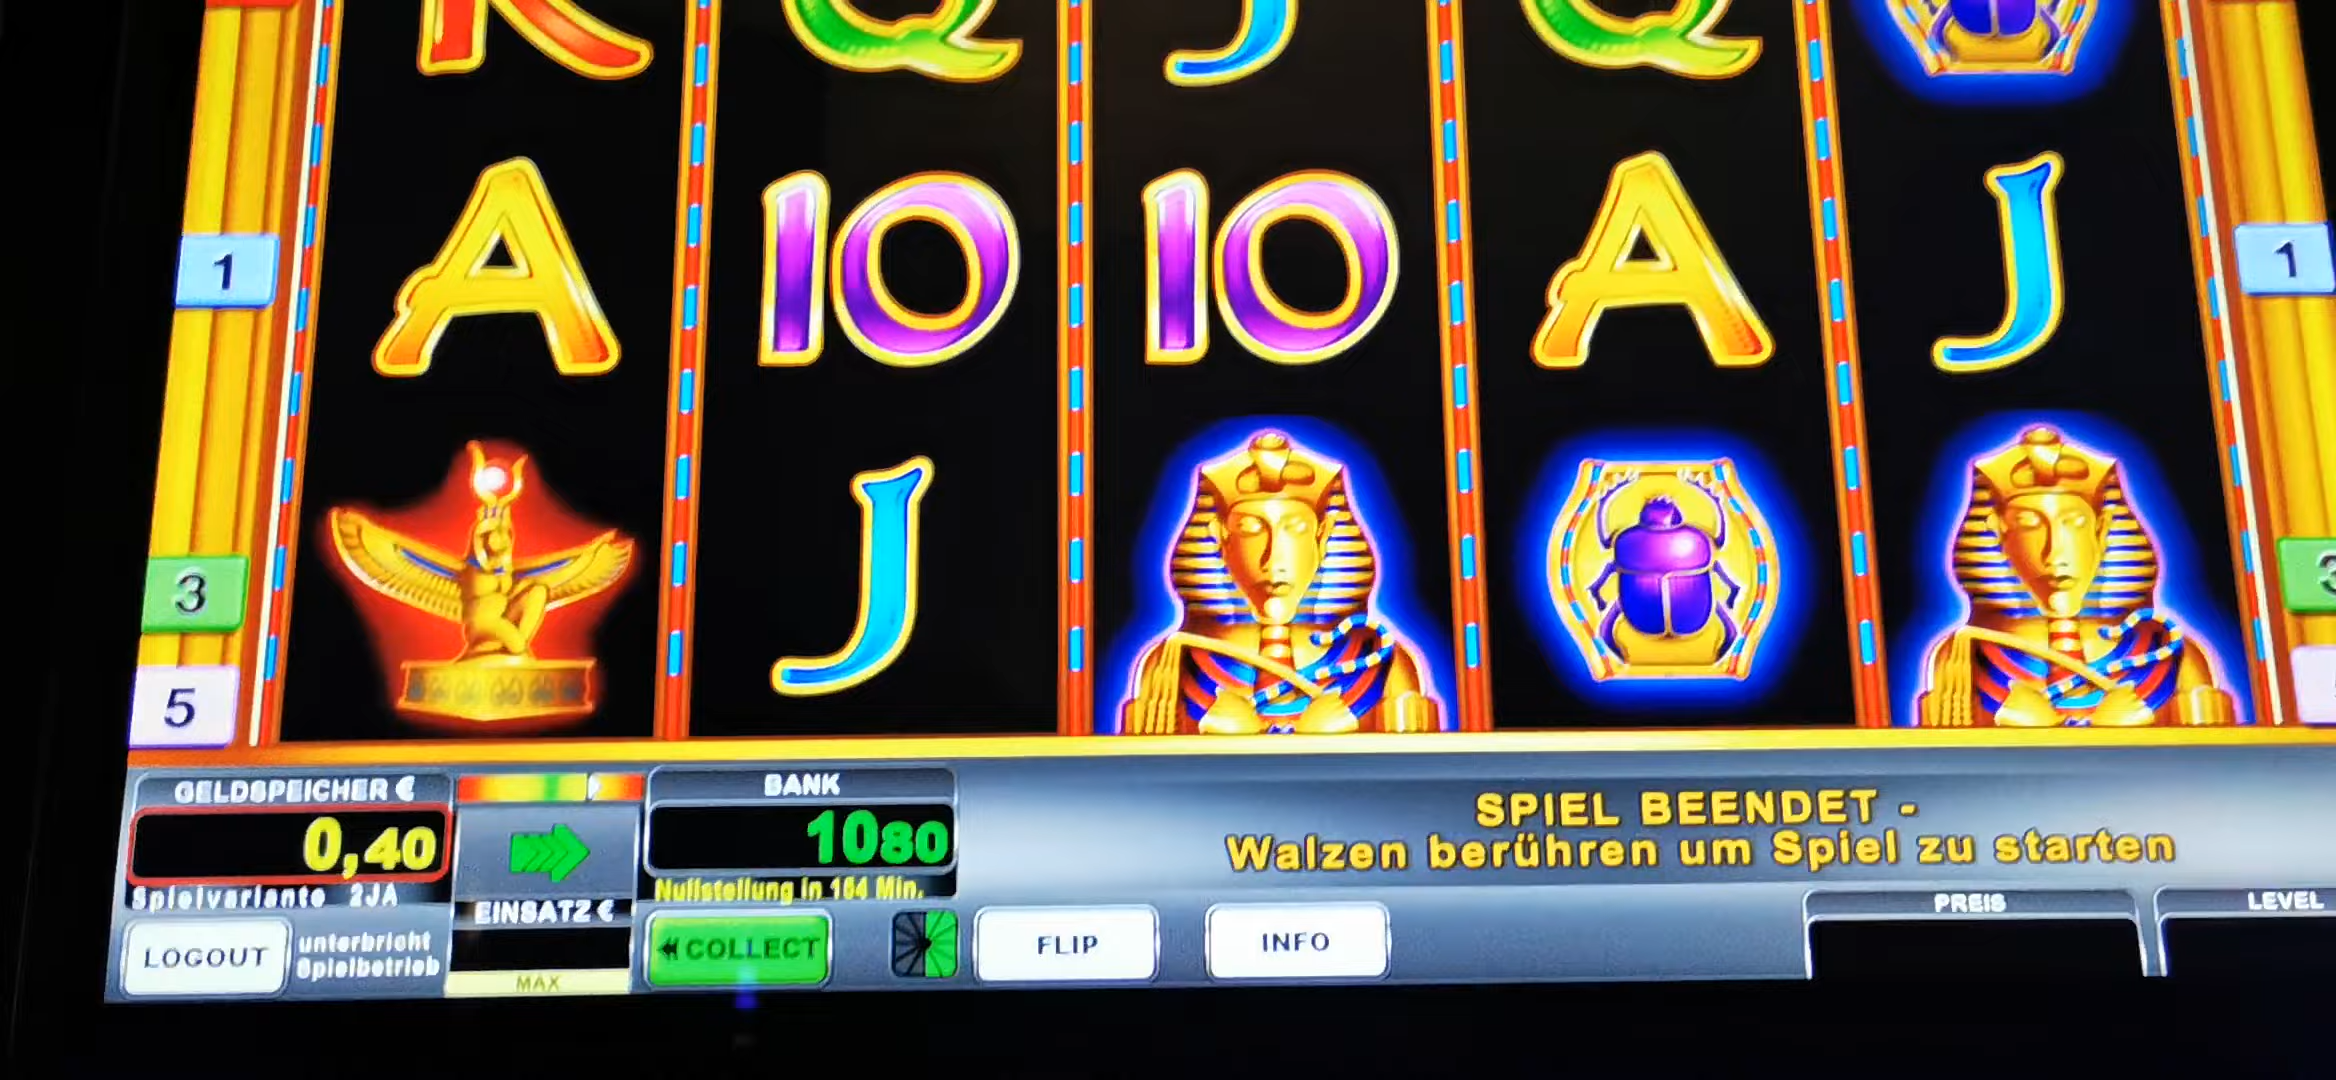 K Q J Q
A 10 10 A J
1 1
J
3 3
5
GELDSPEICHER € BANK
0,40 1080
SPIEL BEENDET -
Walzen berühren um Spiel zu starten
Spielvariante 2JA
Nullstellung in 164 Min.
EINSATZ €
PREIS LEVEL
LOGOUT
unterbricht
Spielbetrieb
MAX
COLLECT
FLIP
INFO